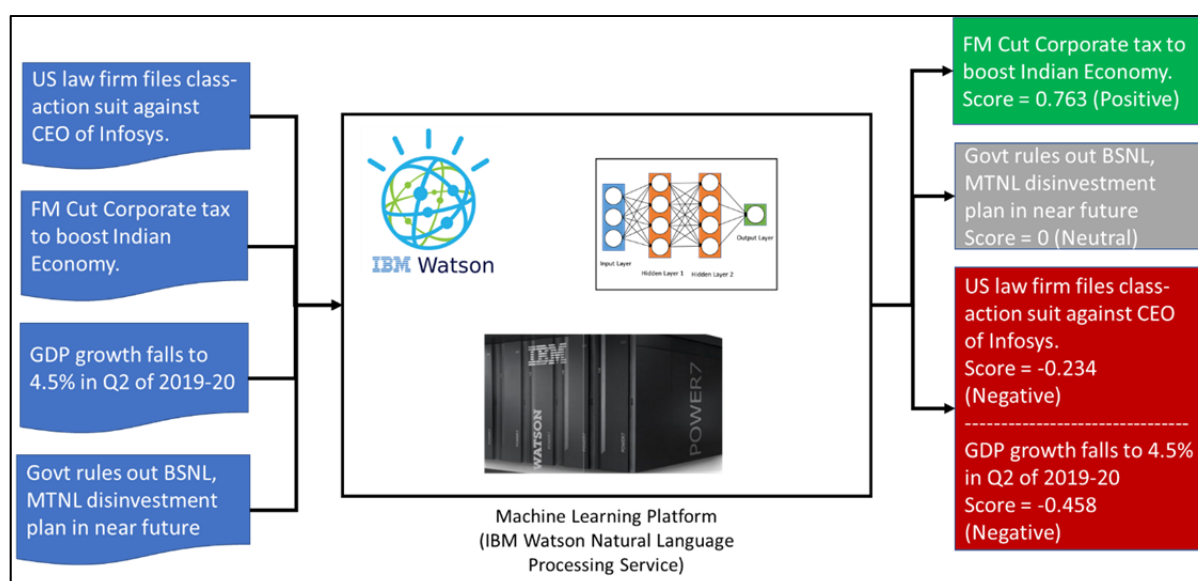 US law firm files class-
action suit against
CEO of Infosys.
FM Cut Corporate tax
to boost Indian
Economy.
GDP growth falls to
4.5% in Q2 of 2019-20
Govt rules out BSNL,
MTNL disinvestment
plan in near future
IBM Watson
Input Layer
Hidden Layer 1
Hidden Layer 2
Output Layer
IBM
WATSON
POWER7
Machine Learning Platform
(IBM Watson Natural Language
Processing Service)
FM Cut Corporate tax to
boost Indian Economy.
Score = 0.763 (Positive)
Govt rules out BSNL,
MTNL disinvestment
plan in near future
Score = 0 (Neutral)
US law firm files class-
action suit against CEO
of Infosys.
Score = -0.234
(Negative)
-------------------------------
GDP growth falls to 4.5%
in Q2 of 2019-20
Score = -0.458
(Negative)